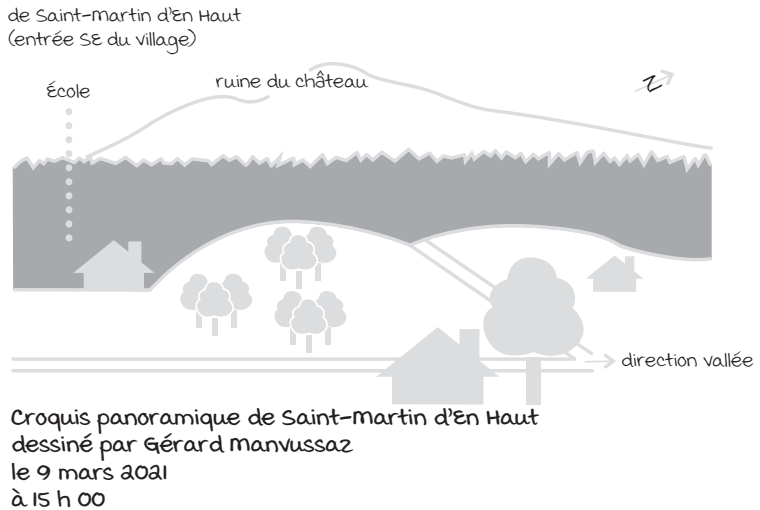 de Saint-Martin d'En Haut
(entrée SE du village)
École
ruine du château
N
direction vallée
Croquis panoramique de Saint-Martin d'En Haut
dessiné par Gérard Manvussaz
le 9 mars 2021
à 15 h 00